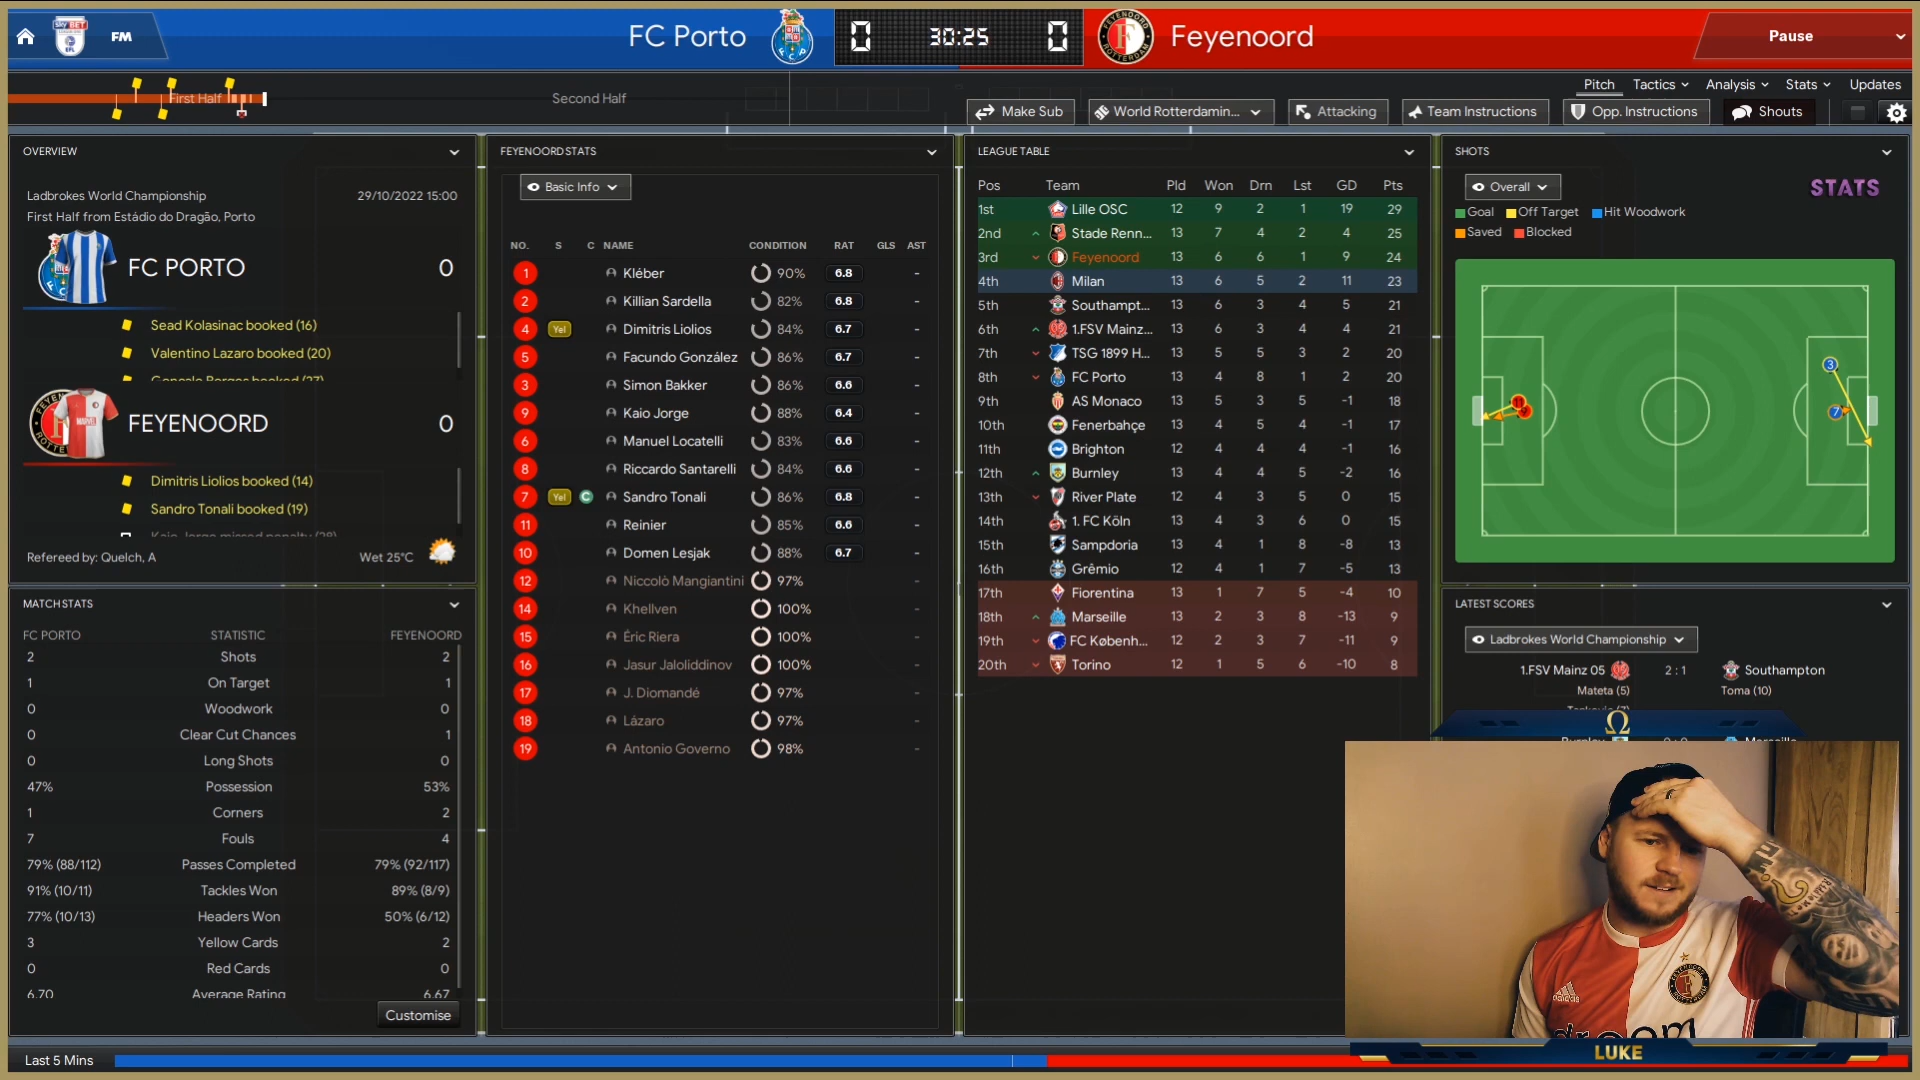 FM
FC Porto
0
30:25
0
Feyenoord
Pause
First Half
Second Half
Pitch
Tactics
Analysis
Stats
Updates
Make Sub
World Rotterdamin...
Attacking
Team Instructions
Opp. Instructions
Shouts
OVERVIEW
Ladbrokes World Championship 29/10/2022 15:00
First Half from Estádio do Dragão, Porto
FC PORTO 0
Sead Kolasinac booked (16)
Valentino Lazaro booked (20)
Gonçalo Borges booked (27)
FEYENOORD 0
Dimitris Liolios booked (14)
Sandro Tonali booked (19)
Kaio Jorge missed penalty (28)
Refereed by: Quelch, A Wet 25°C
MATCH STATS
FC PORTO STATISTIC FEYENOORD
2 Shots 2
1 On Target 1
0 Woodwork 0
0 Clear Cut Chances 1
0 Long Shots 0
47% Possession 53%
1 Corners 2
7 Fouls 4
79% (88/112) Passes Completed 79% (92/117)
91% (10/11) Tackles Won 89% (8/9)
77% (10/13) Headers Won 50% (6/12)
3 Yellow Cards 2
0 Red Cards 0
6.70 Average Rating 6.67
Customise
FEYENOORD STATS
Basic Info
NO. S C NAME CONDITION RAT GLS AST
1 Kléber 90% 6.8 -
2 Killian Sardella 82% 6.8 -
4 Yel Dimitris Liolios 84% 6.7 -
5 Facundo González 86% 6.7 -
3 Simon Bakker 86% 6.6 -
9 Kaio Jorge 88% 6.4 -
6 Manuel Locatelli 83% 6.6 -
8 Riccardo Santarelli 84% 6.6 -
7 Yel C Sandro Tonali 86% 6.8 -
11 Reinier 85% 6.6 -
10 Domen Lesjak 88% 6.7 -
12 Niccolò Mangiantini 97% -
14 Khellven 100% -
15 Éric Riera 100% -
16 Jasur Jaloliddinov 100% -
17 J. Diomandé 97% -
18 Lázaro 97% -
19 Antonio Governo 98% -
LEAGUE TABLE
Pos Team Pld Won Drn Lst GD Pts
1st Lille OSC 12 9 2 1 19 29
2nd Stade Renn... 13 7 4 2 4 25
3rd Feyenoord 13 6 6 1 9 24
4th Milan 13 6 5 2 11 23
5th Southampt... 13 6 3 4 5 21
6th 1.FSV Mainz... 13 6 3 4 4 21
7th TSG 1899 H... 13 5 5 3 2 20
8th FC Porto 13 4 8 1 2 20
9th AS Monaco 13 5 3 5 -1 18
10th Fenerbahçe 13 4 5 4 -1 17
11th Brighton 12 4 4 4 -1 16
12th Burnley 13 4 4 5 -2 16
13th River Plate 12 4 3 5 0 15
14th 1. FC Köln 13 4 3 6 0 15
15th Sampdoria 13 4 1 8 -8 13
16th Grêmio 12 4 1 7 -5 13
17th Fiorentina 13 1 7 5 -4 10
18th Marseille 13 2 3 8 -13 9
19th FC Københ... 12 2 3 7 -11 9
20th Torino 12 1 5 6 -10 8
SHOTS
Overall
STATS
Goal Off Target Hit Woodwork
Saved Blocked
3
7
11
LATEST SCORES
Ladbrokes World Championship
1.FSV Mainz 05 2 : 1 Southampton
Mateta (5) Toma (10)
Burnley 0 : 0 Marseille
Ω
adidas
LUKE
Last 5 Mins